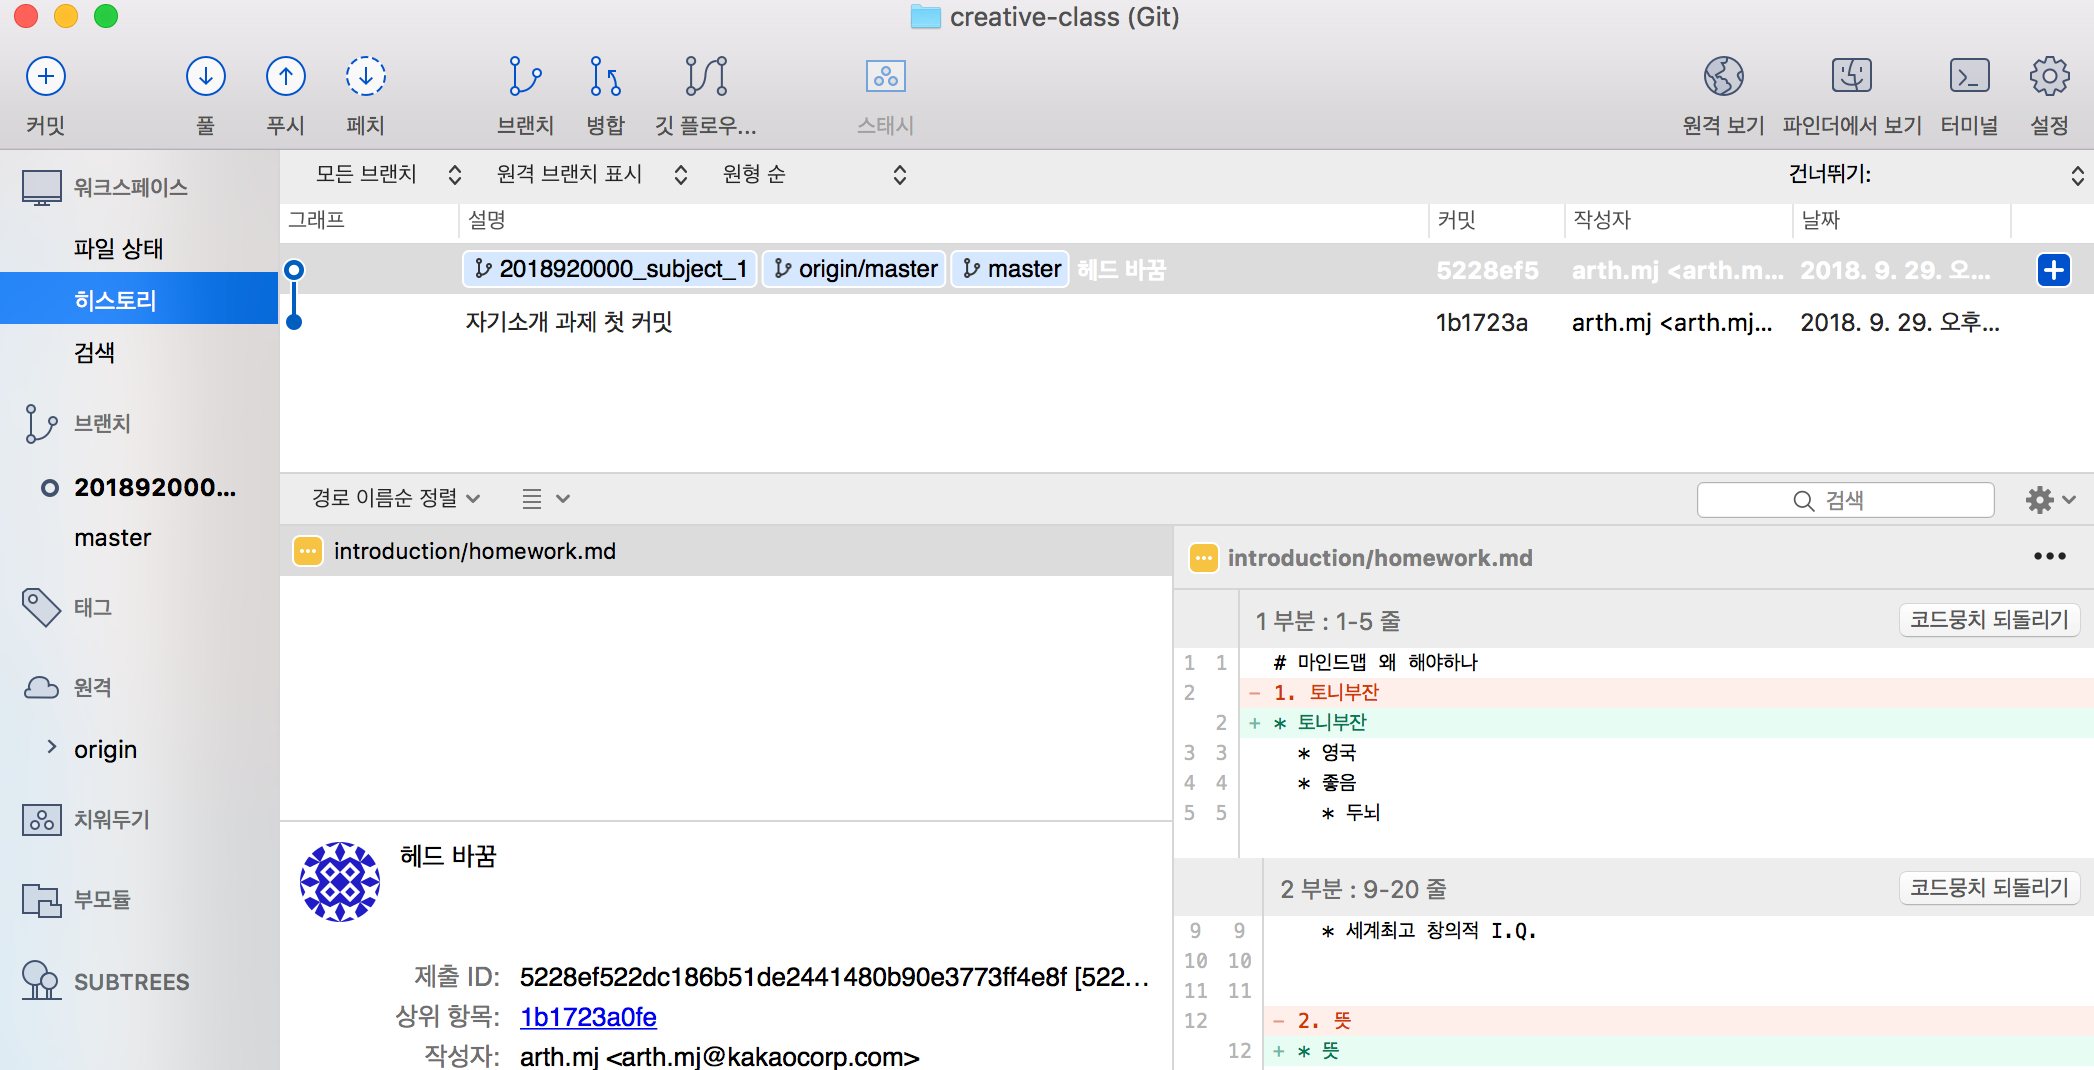 creative-class (Git)
커밋
풀
푸시
페치
브랜치
병합
깃 플로우...
스태시
원격 보기
파인더에서 보기
터미널
설정
워크스페이스
파일 상태
히스토리
검색
브랜치
201892000...
master
태그
원격
origin
치워두기
부모듈
SUBTREES
모든 브랜치
원격 브랜치 표시
원형 순
건너뛰기:
그래프 설명 커밋 작성자 날짜
2018920000_subject_1 origin/master master 헤드 바꿈 5228ef5 arth.mj <arth.m... 2018. 9. 29. 오...
자기소개 과제 첫 커밋 1b1723a arth.mj <arth.mj... 2018. 9. 29. 오후...
경로 이름순 정렬
검색
introduction/homework.md
헤드 바꿈
제출 ID: 5228ef522dc186b51de2441480b90e3773ff4e8f [522...
상위 항목: 1b1723a0fe
작성자: arth.mj <arth.mj@kakaocorp.com>
introduction/homework.md
1 부분 : 1-5 줄 코드뭉치 되돌리기
1 1 # 마인드맵 왜 해야하나
2 - 1. 토니부잔
2 + * 토니부잔
3 3 * 영국
4 4 * 좋음
5 5 * 두뇌
2 부분 : 9-20 줄 코드뭉치 되돌리기
9 9 * 세계최고 창의적 I.Q.
10 10
11 11
12 - 2. 뜻
12 + * 뜻